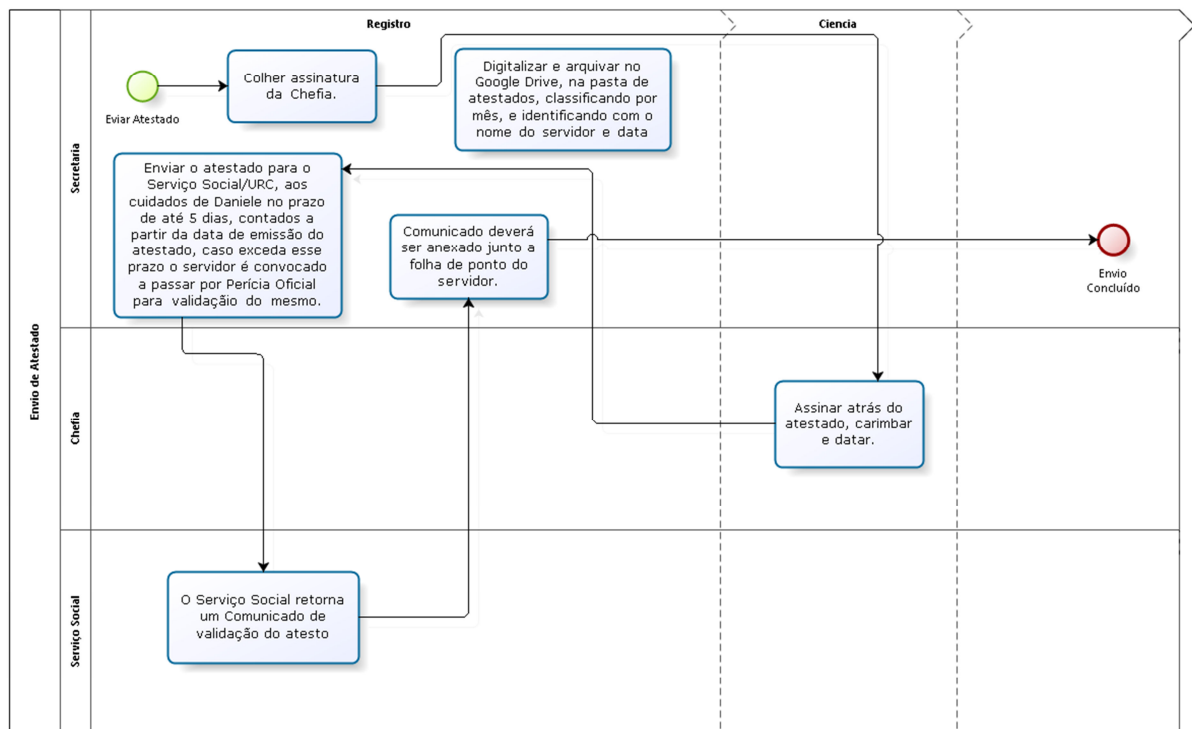 Registro
Ciencia
Envio de Atestado
Secretaria
Eviar Atestado
Colher assinatura
da Chefia.
Digitalizar e arquivar no
Google Drive, na pasta de
atestados, classificando por
mês, e identificando com o
nome do servidor e data
Enviar o atestado para o
Serviço Social/URC, aos
cuidados de Daniele no prazo
de até 5 dias, contados a
partir da data de emissão do
atestado, caso exceda esse
prazo o servidor é convocado
a passar por Perícia Oficial
para validaçãio do mesmo.
Comunicado deverá
ser anexado junto a
folha de ponto do
servidor.
Envio
Concluído
Chefia
Assinar atrás do
atestado, carimbar
e datar.
Serviço Social
O Serviço Social retorna
um Comunicado de
validação do atesto